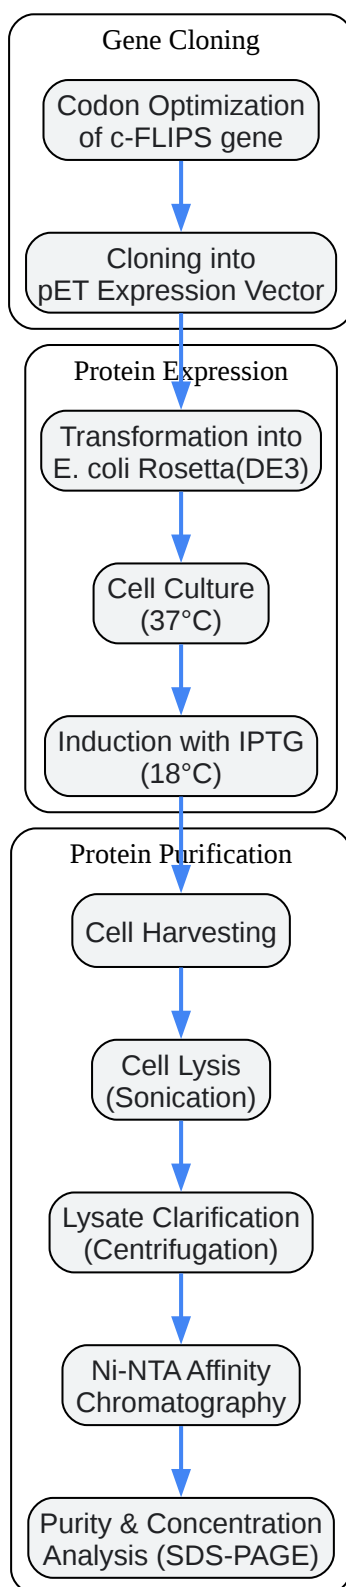 Gene Cloning
Codon Optimization
of c-FLIPS gene
Cloning into
pET Expression Vector
Protein Expression
Transformation into
E. coli Rosetta(DE3)
Cell Culture
(37°C)
Induction with IPTG
(18°C)
Protein Purification
Cell Harvesting
Cell Lysis
(Sonication)
Lysate Clarification
(Centrifugation)
Ni-NTA Affinity
Chromatography
Purity & Concentration
Analysis (SDS-PAGE)